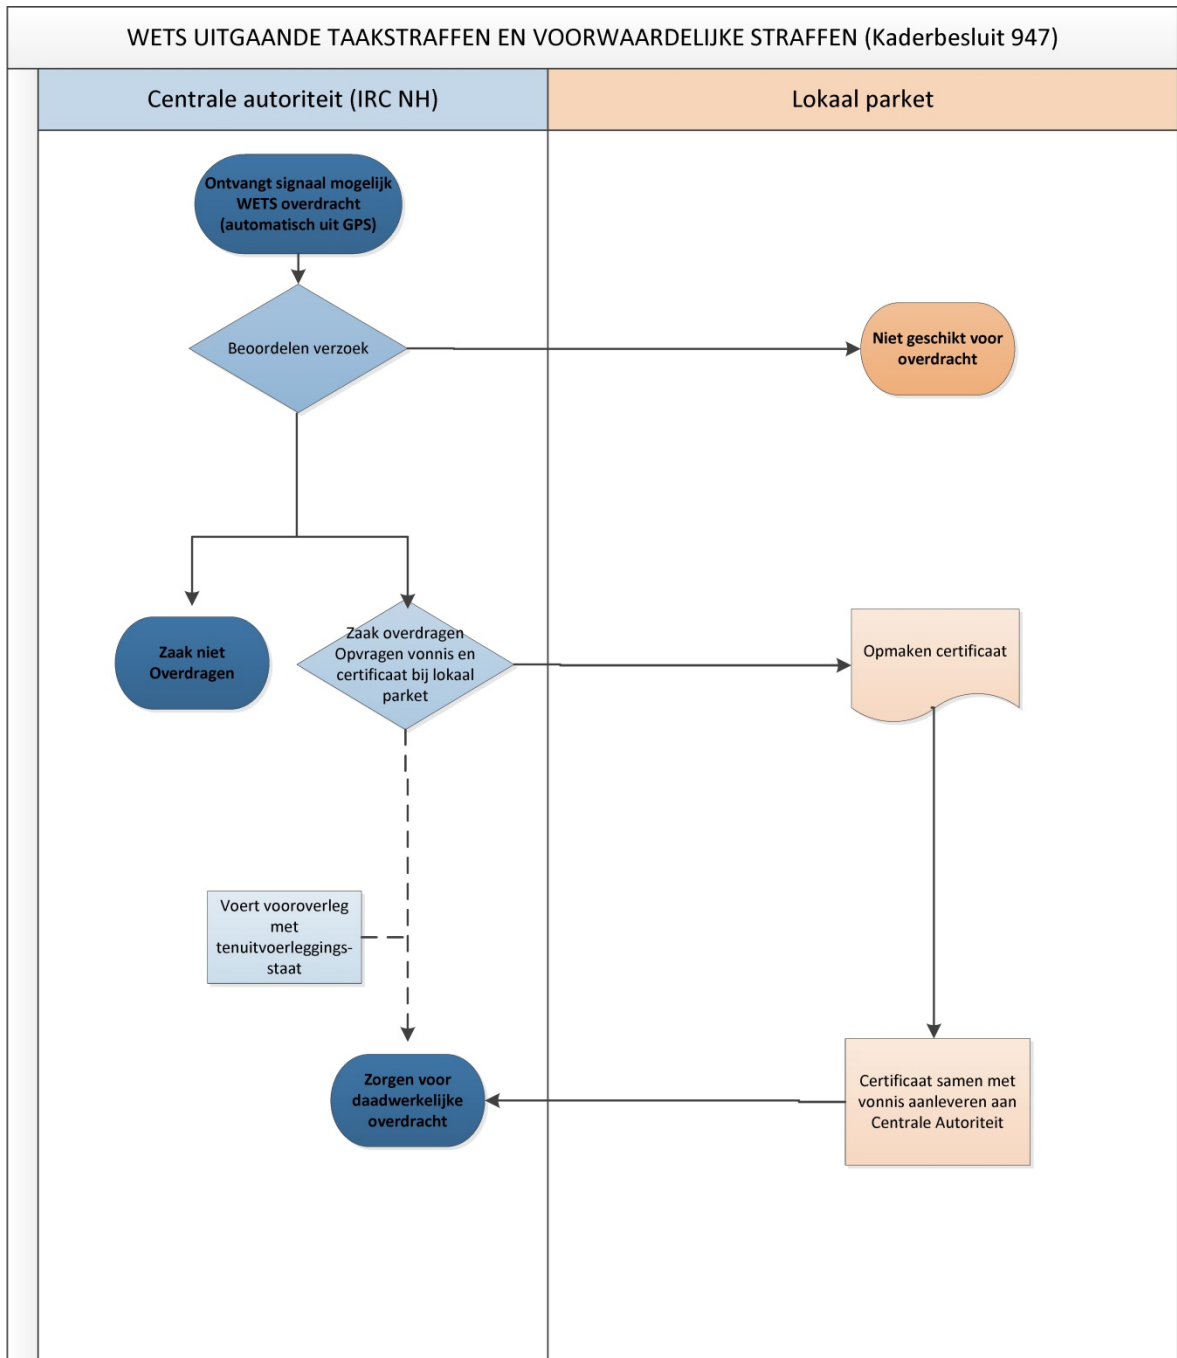 WETS UITGAANDE TAAKSTRAFFEN EN VOORWAARDELIJKE STRAFFEN (Kaderbesluit 947)
Centrale autoriteit (IRC NH)
Lokaal parket
Ontvangt signaal mogelijk
WETS overdracht
(automatisch uit GPS)
Beoordelen verzoek
Niet geschikt voor
overdracht
Zaak niet
Overdragen
Zaak overdragen
Opvragen vonnis en
certificaat bij lokaal
parket
Opmaken certificaat
Voert vooroverleg
met
tenuitvoerleggings-
staat
Zorgen voor
daadwerkelijke
overdracht
Certificaat samen met
vonnis aanleveren aan
Centrale Autoriteit